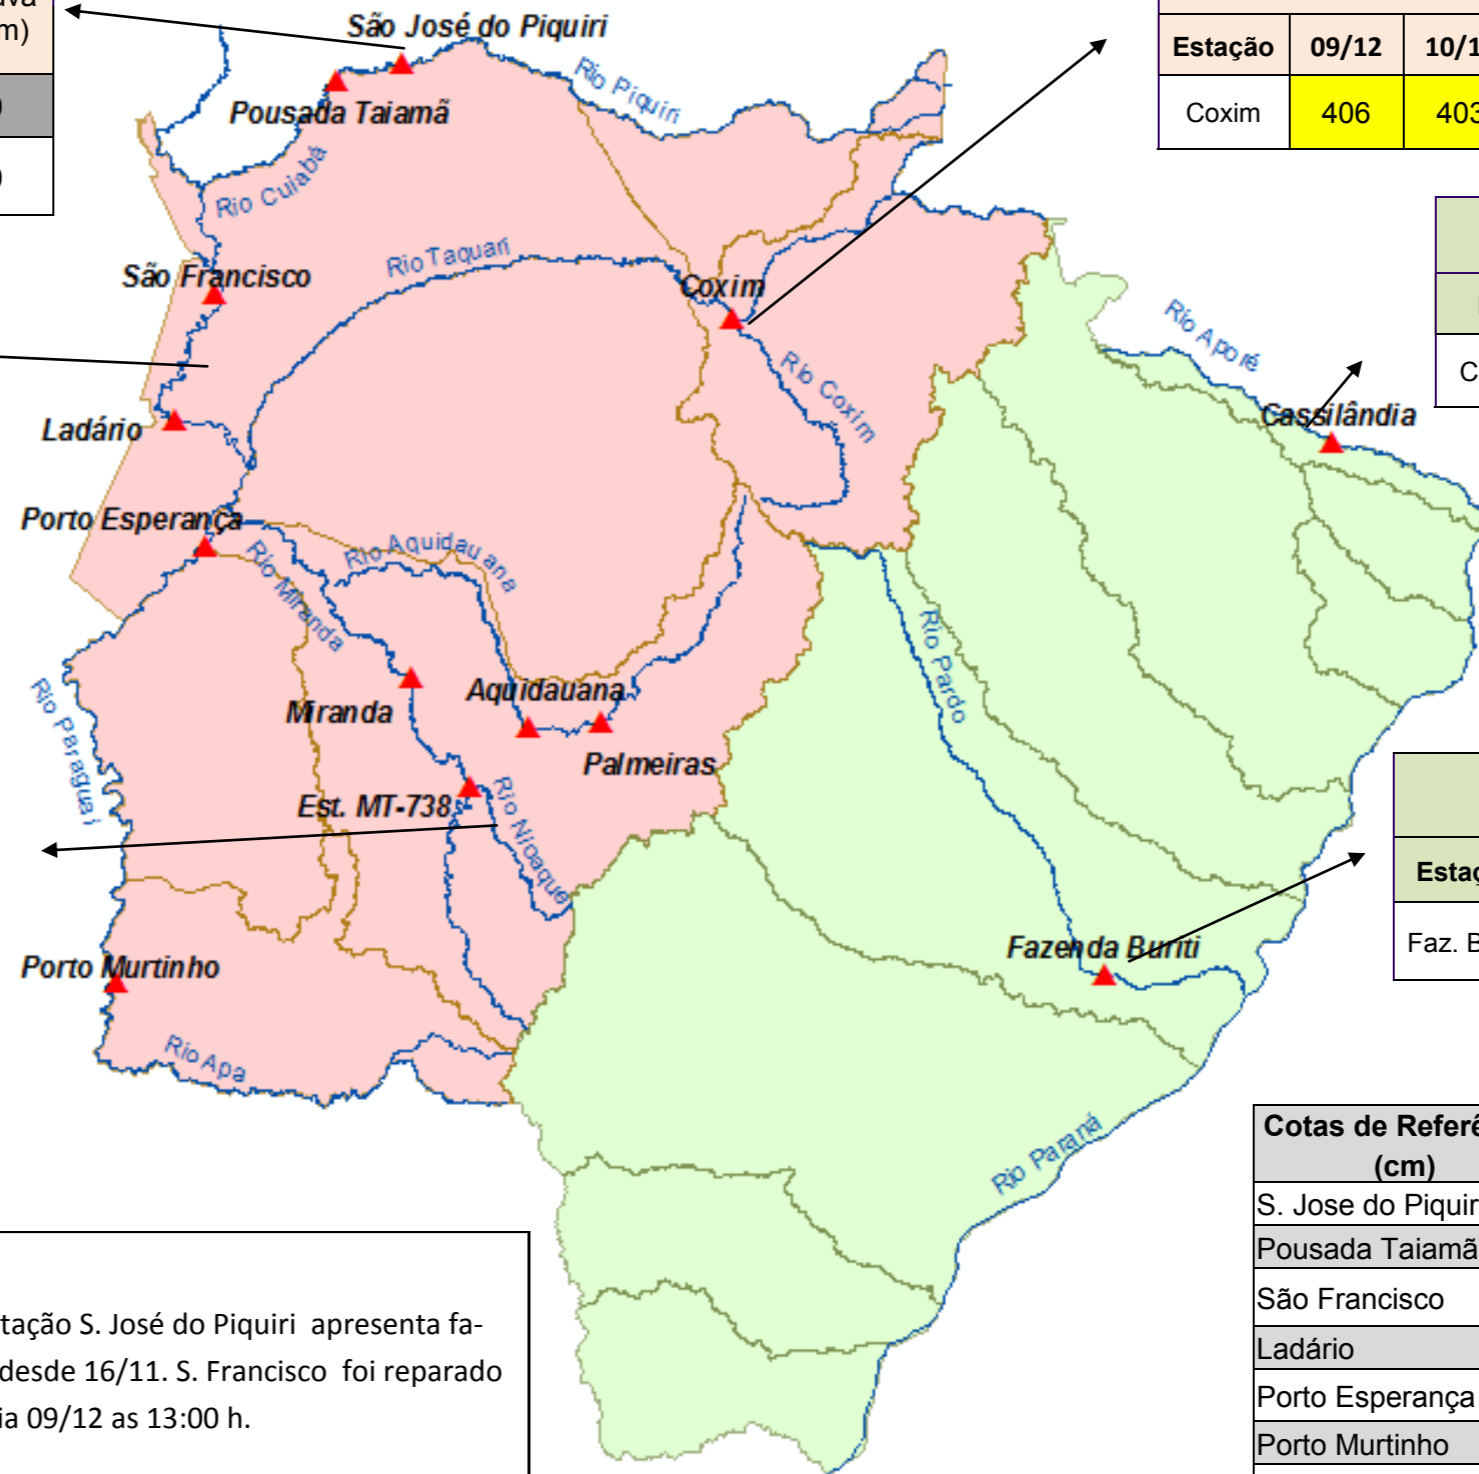 m)
São José do Piquiri
Pousada Taiamã
Rio Piquiri
Rio Cuiabá
Estação 09/12
Coxim 406 403
São Francisco
Rio Taquari
Coxim
Rio Coxim
Rio Aporé
Cassilândia
C
Ladário
Porto Esperança
Rio Miranda
Rio Aquidauana
Rio Pardo
Rio Paraguai
Miranda
Aquidauana
Palmeiras
Est. MT-738
Rio Nioaque
Faz. B
Fazenda Buriti
Porto Murtinho
Rio Apa
Rio Paraná
Cotas de Referê
(cm)
S. Jose do Piquir
Pousada Taiamã
São Francisco
Ladário
Porto Esperança
Porto Murtinho
tação S. José do Piquiri apresenta fa-
desde 16/11. S. Francisco foi reparado
ia 09/12 as 13:00 h.